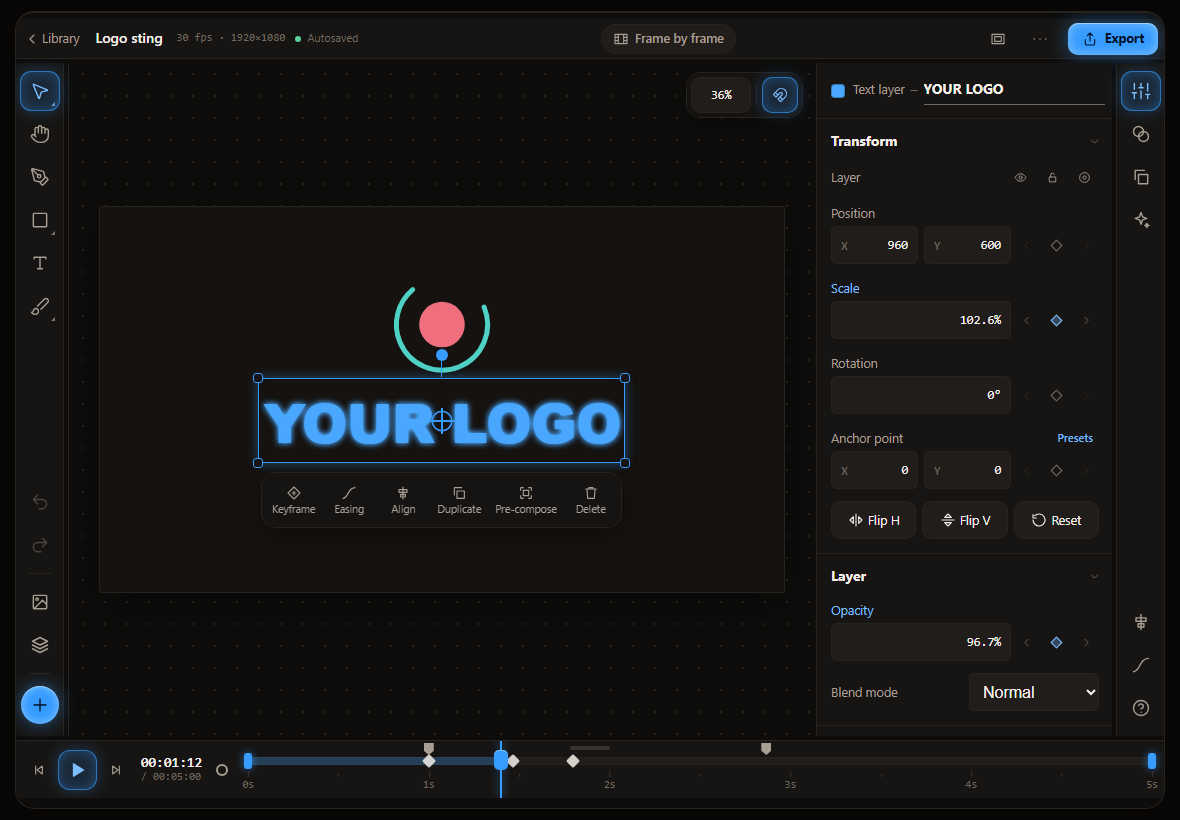 Library
Logo sting
30 fps · 1920×1080
Autosaved
Frame by frame
Export
36%
Text layer – YOUR LOGO
Transform
Layer
Position
X 960
Y 600
Scale
102.6%
Rotation
0°
Anchor point
Presets
X 0
Y 0
Flip H
Flip V
Reset
Layer
Opacity
96.7%
Blend mode
Normal
YOUR LOGO
Keyframe
Easing
Align
Duplicate
Pre-compose
Delete
00:01:12
/ 00:05:00
0s
1s
2s
3s
4s
5s